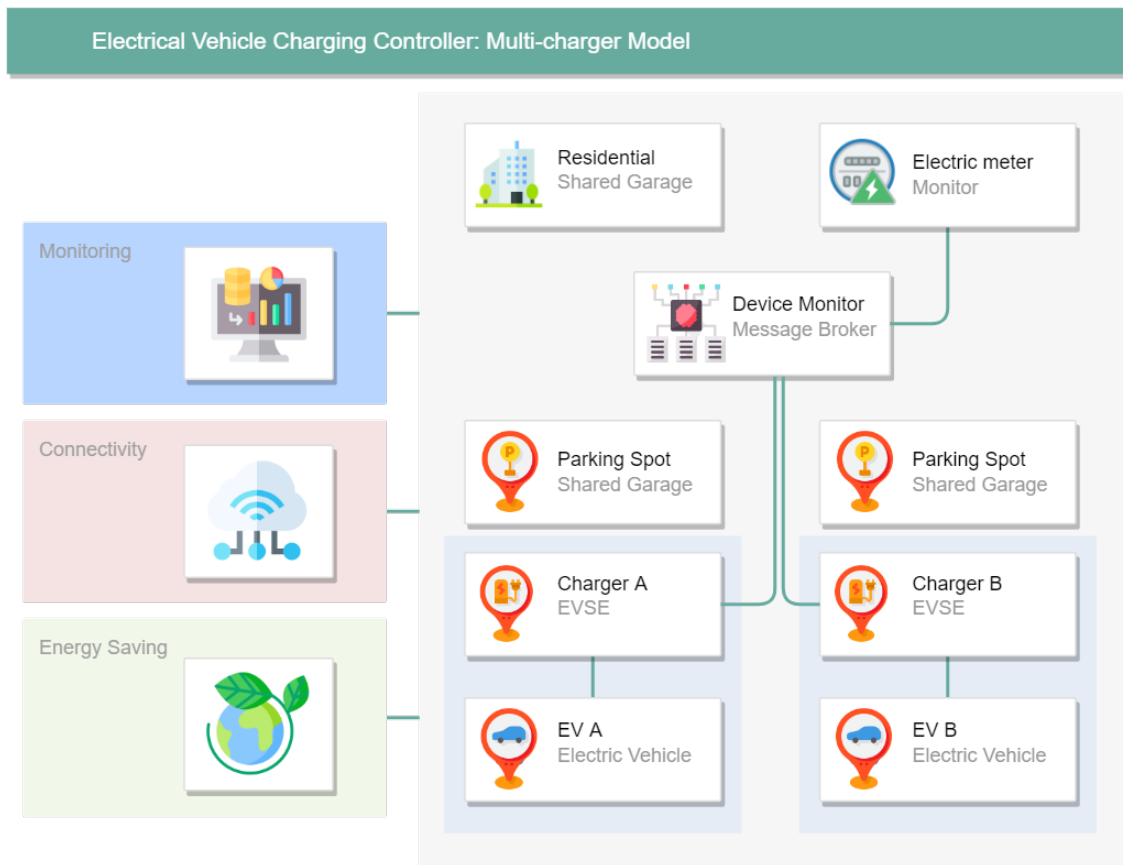 Electrical Vehicle Charging Controller: Multi-charger Model
Residential
Shared Garage
Electric meter
Monitor
Monitoring
Device Monitor
Message Broker
Connectivity
Parking Spot
Shared Garage
Parking Spot
Shared Garage
Charger A
EVSE
Charger B
EVSE
Energy Saving
EV A
Electric Vehicle
EV B
Electric Vehicle